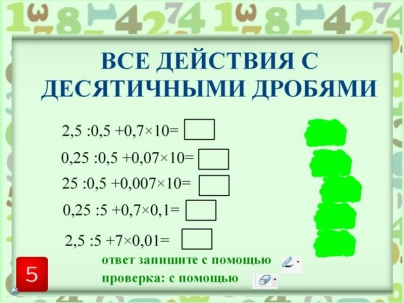 ВСЕ ДЕЙСТВИЯ С
ДЕСЯТИЧНЫМИ ДРОБЯМИ
2,5 :0,5 +0,7×10=
0,25 :0,5 +0,07×10=
25 :0,5 +0,007×10=
0,25 :5 +0,7×0,1=
2,5 :5 +7×0,01=
ответ запишите с помощью
проверка: с помощью
5